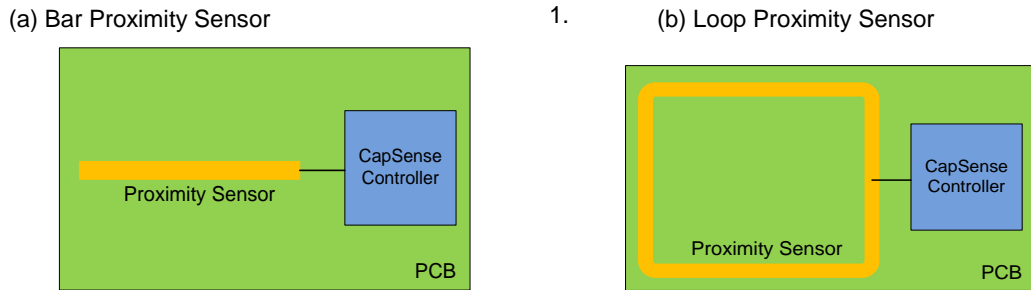 (a) Bar Proximity Sensor
CapSense
Controller
Proximity Sensor
PCB
1.
(b) Loop Proximity Sensor
CapSense
Controller
Proximity Sensor
PCB